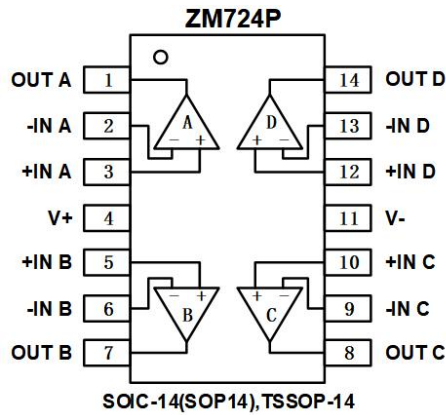 ZM724P
OUT A 1 14 OUT D
-IN A 2 A D 13 -IN D
− + + −
+IN A 3 12 +IN D
V+ 4 11 V-
+IN B 5 10 +IN C
− + + −
-IN B 6 B C 9 -IN C
OUT B 7 8 OUT C
SOIC-14(SOP14),TSSOP-14